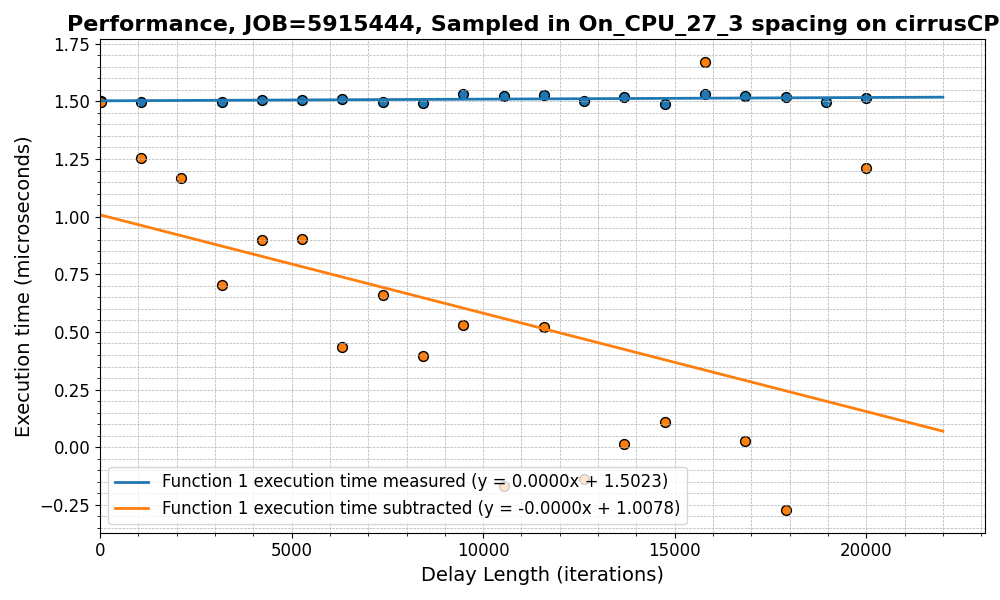 Performance, JOB=5915444, Sampled in On_CPU_27_3 spacing on cirrusCP
Execution time (microseconds)
1.75
1.50
1.25
1.00
0.75
0.50
0.25
0.00
−0.25
Function 1 execution time measured (y = 0.0000x + 1.5023)
Function 1 execution time subtracted (y = -0.0000x + 1.0078)
0 5000 10000 15000 20000
Delay Length (iterations)